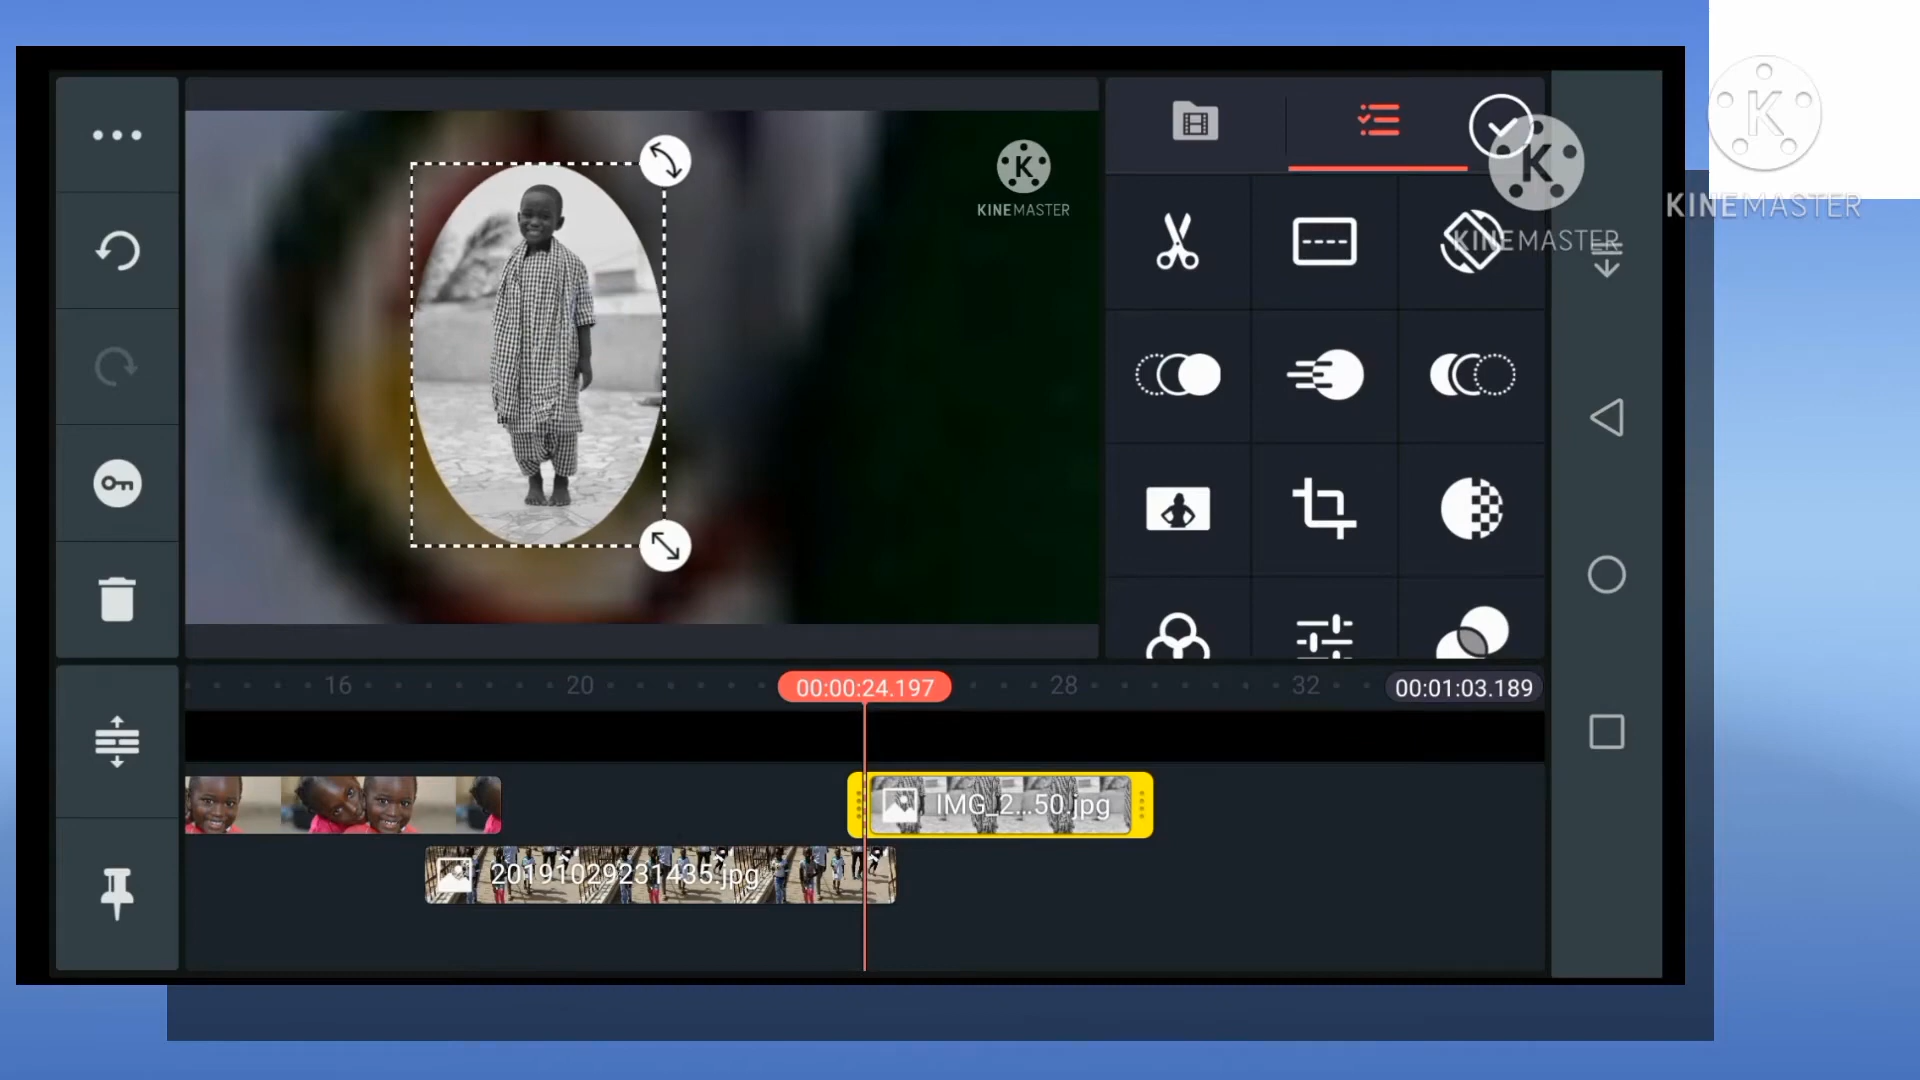 K
KINEMASTER
K
KINEMASTER
K
KINEMASTER
16
20
00:00:24.197
28
32
00:01:03.189
IMG_2...50.jpg
20191029231435.jpg